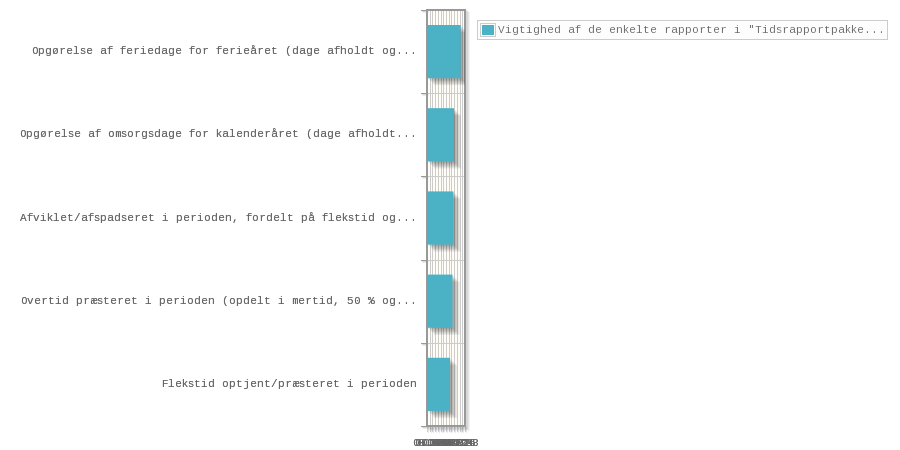 Opgørelse af feriedage for ferieåret (dage afholdt og...
Vigtighed af de enkelte rapporter i "Tidsrapportpakke...
Opgørelse af omsorgsdage for kalenderåret (dage afholdt...
Afviklet/afspadseret i perioden, fordelt på flekstid og...
Overtid præsteret i perioden (opdelt i mertid, 50 % og...
Flekstid optjent/præsteret i perioden